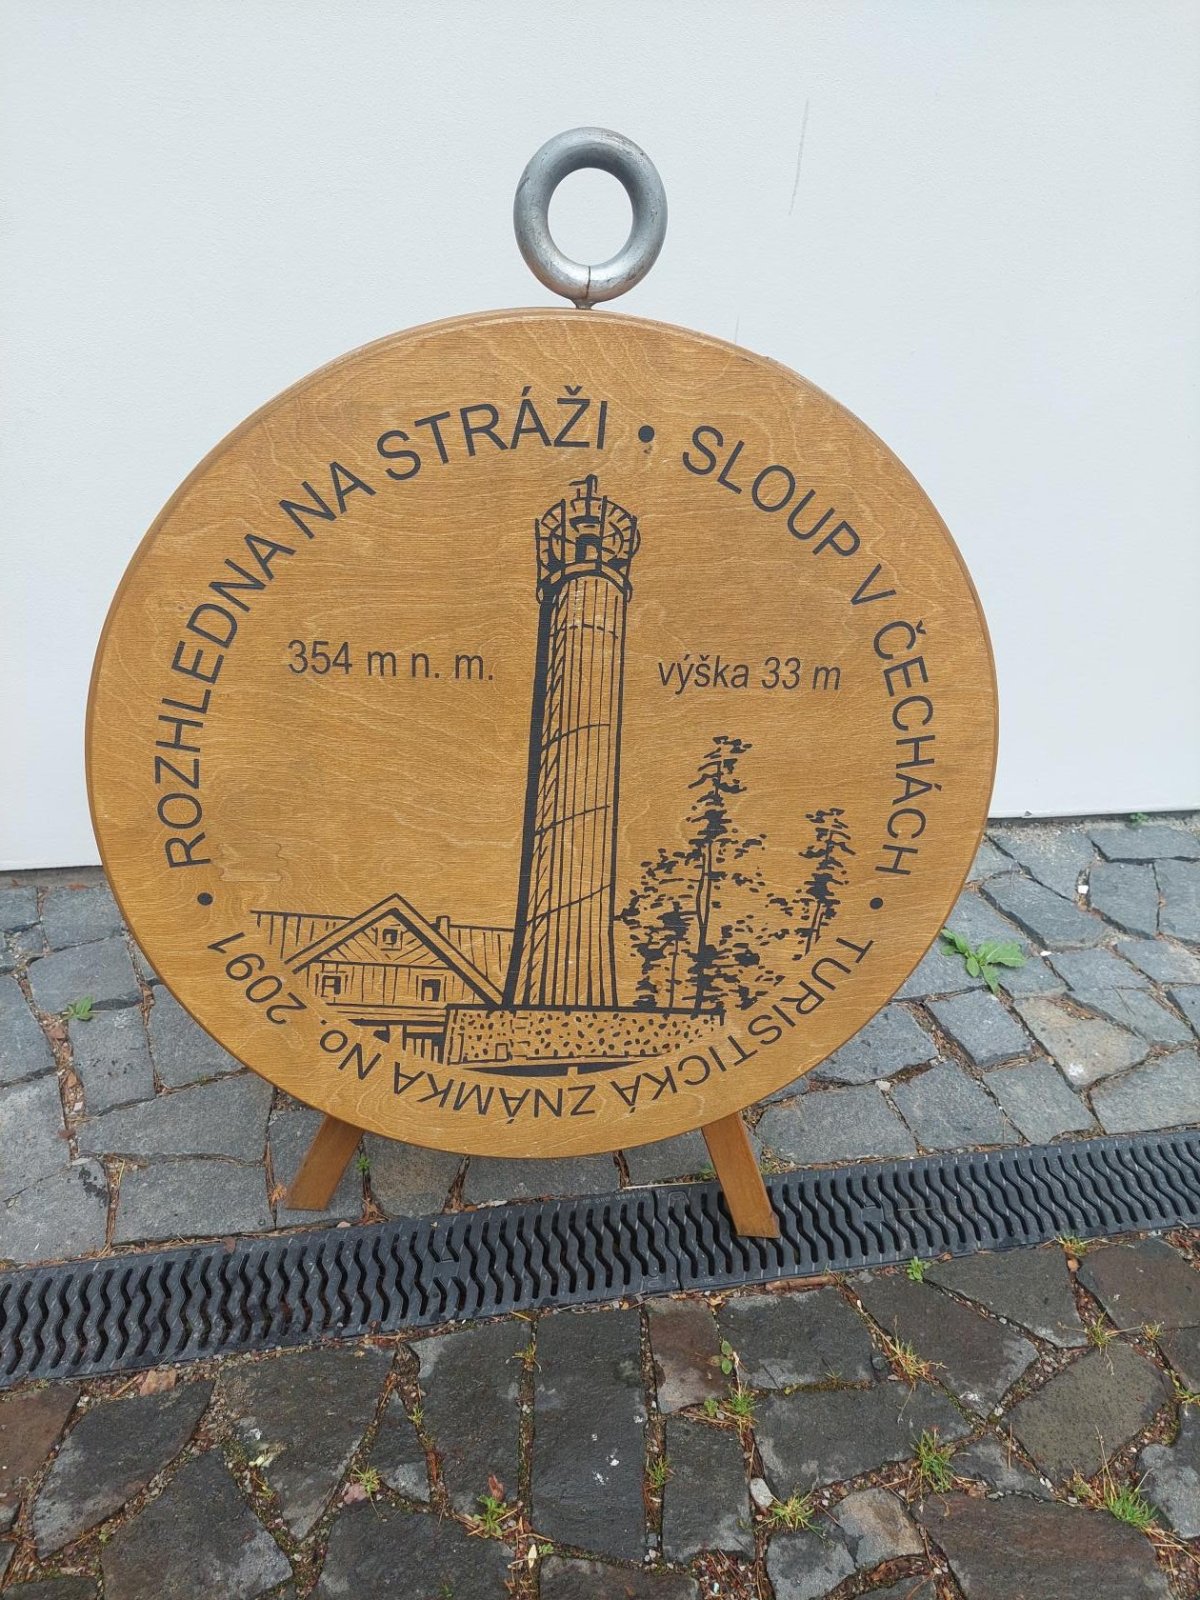 ROZHLEDNA NA STRÁŽI • SLOUP V ČECHÁCH •
354 m n. m.
výška 33 m
TURISTICKÁ ZNÁMKA No. 2091 •